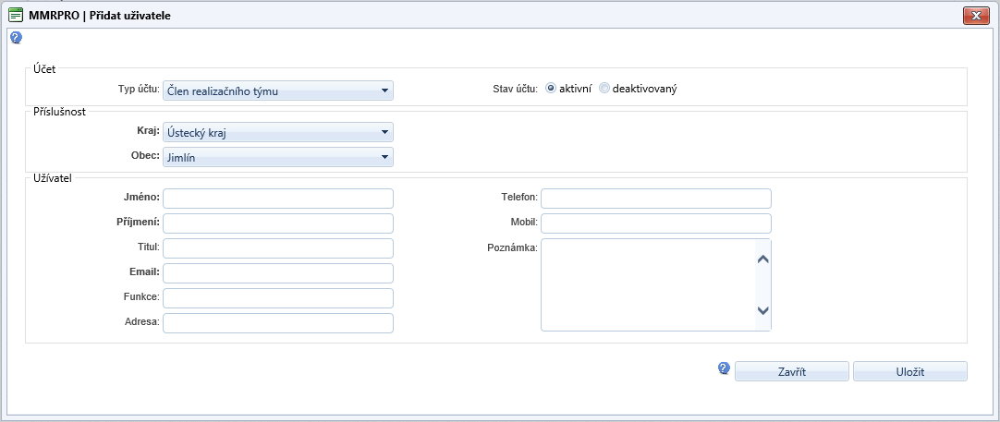 MMRPRO | Přidat uživatele
Účet
Typ účtu: Člen realizačního týmu Stav účtu: aktivní deaktivovaný
Příslušnost
Kraj: Ústecký kraj
Obec: Jimlín
Užívatel
Jméno: Telefon:
Příjmení: Mobil:
Titul: Poznámka:
Email:
Funkce:
Adresa:
Zavřít Uložit